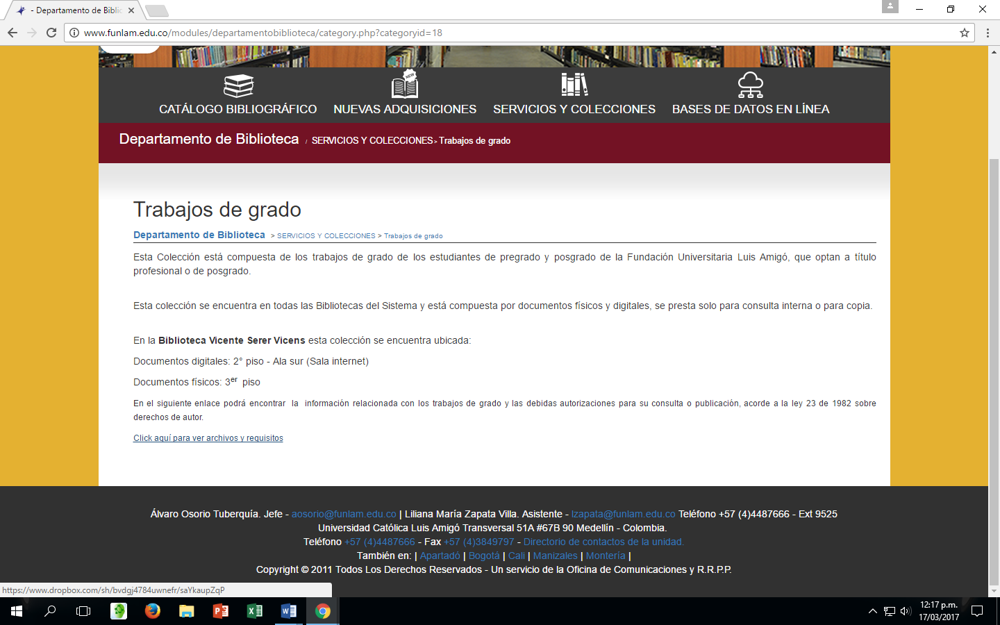 - Departamento de Biblio
www.funlam.edu.co/modules/departamentobiblioteca/category.php?categoryid=18
NEW
CATÁLOGO BIBLIOGRÁFICO NUEVAS ADQUISICIONES SERVICIOS Y COLECCIONES BASES DE DATOS EN LÍNEA
Departamento de Biblioteca / SERVICIOS Y COLECCIONES > Trabajos de grado
Trabajos de grado
Departamento de Biblioteca > SERVICIOS Y COLECCIONES > Trabajos de grado
Esta Colección está compuesta de los trabajos de grado de los estudiantes de pregrado y posgrado de la Fundación Universitaria Luis Amigó, que optan a título
profesional o de posgrado.
Esta colección se encuentra en todas las Bibliotecas del Sistema y está compuesta por documentos físicos y digitales, se presta solo para consulta interna o para copia.
En la Biblioteca Vicente Serer Vicens esta colección se encuentra ubicada:
Documentos digitales: 2° piso - Ala sur (Sala internet)
Documentos físicos: 3er piso
En el siguiente enlace podrá encontrar la información relacionada con los trabajos de grado y las debidas autorizaciones para su consulta o publicación, acorde a la ley 23 de 1982 sobre
derechos de autor.
Click aquí para ver archivos y requisitos
Álvaro Osorio Tuberquía. Jefe - aosorio@funlam.edu.co | Liliana María Zapata Villa. Asistente - lzapata@funlam.edu.co Teléfono +57 (4)4487666 - Ext 9525
Universidad Católica Luis Amigó Transversal 51A #67B 90 Medellín - Colombia.
Teléfono +57 (4)4487666 - Fax +57 (4)3849797 - Directorio de contactos de la unidad.
También en: | Apartadó | Bogotá | Cali | Manizales | Montería |
Copyright © 2011 Todos Los Derechos Reservados - Un servicio de la Oficina de Comunicaciones y R.R.P.P.
https://www.dropbox.com/sh/bvdgj4784uwnefr/saYkaupZqP
12:17 p.m.
17/03/2017